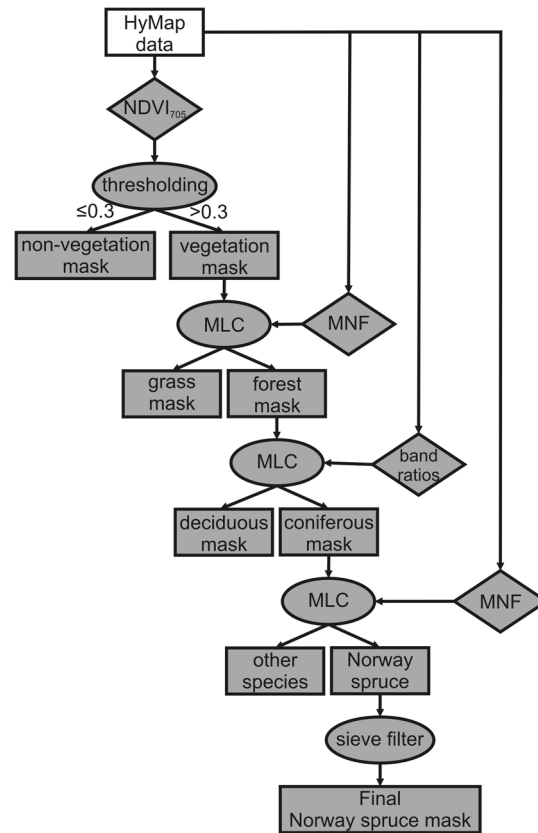 HyMap
data
NDVI₇₀₅
thresholding
≤0.3
>0.3
non-vegetation
mask
vegetation
mask
MLC
MNF
grass
mask
forest
mask
MLC
band
ratios
deciduous
mask
coniferous
mask
MLC
MNF
other
species
Norway
spruce
sieve filter
Final
Norway spruce mask